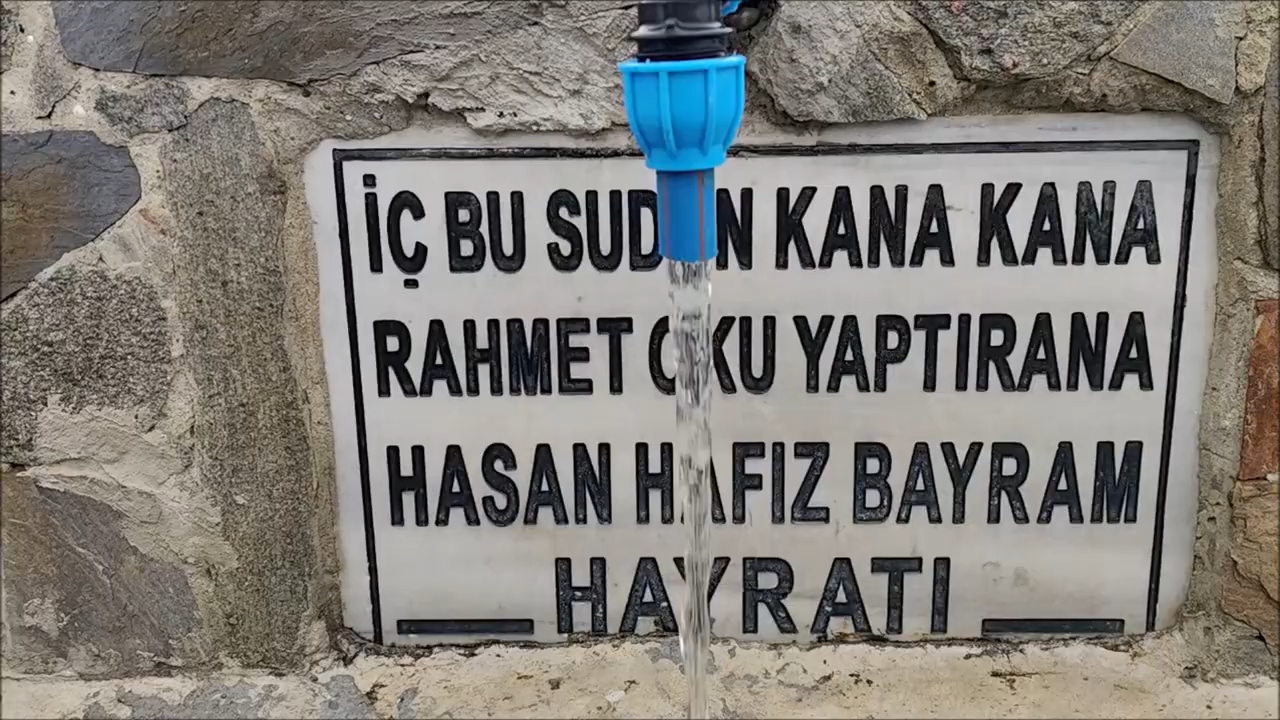 İÇ BU SUDAN KANA KANA
RAHMET OKU YAPTIRANA
HASAN HAFIZ BAYRAM
HAYRATI